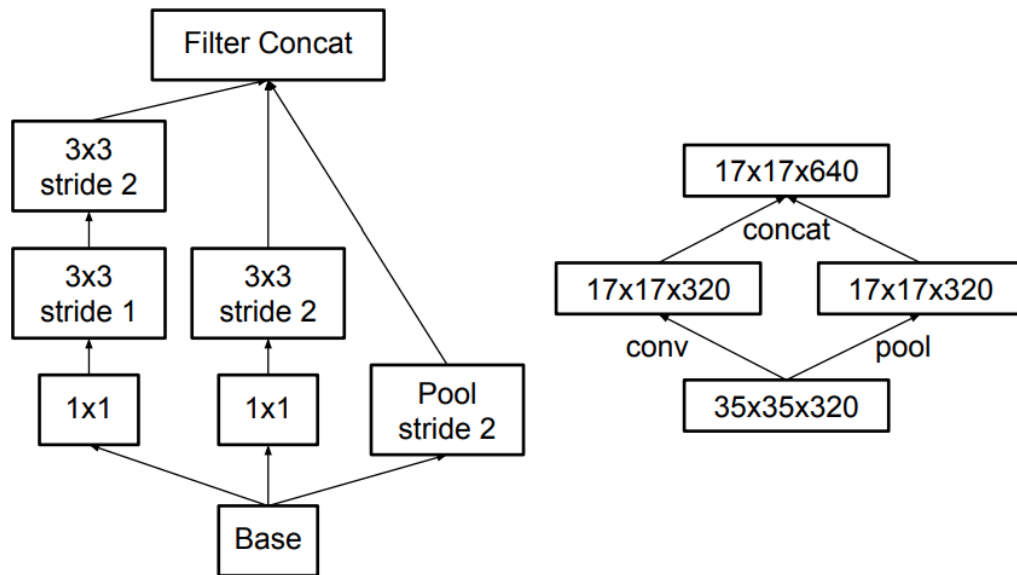 Filter Concat
3x3
stride 2
3x3
stride 1
3x3
stride 2
1x1
1x1
Pool
stride 2
Base
17x17x640
concat
17x17x320
17x17x320
conv
pool
35x35x320